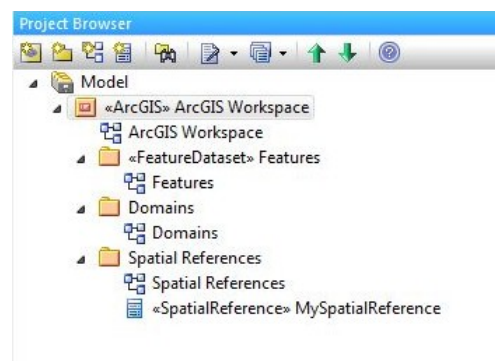 Project Browser
Model
«ArcGIS» ArcGIS Workspace
ArcGIS Workspace
«FeatureDataset» Features
Features
Domains
Domains
Spatial References
Spatial References
«SpatialReference» MySpatialReference